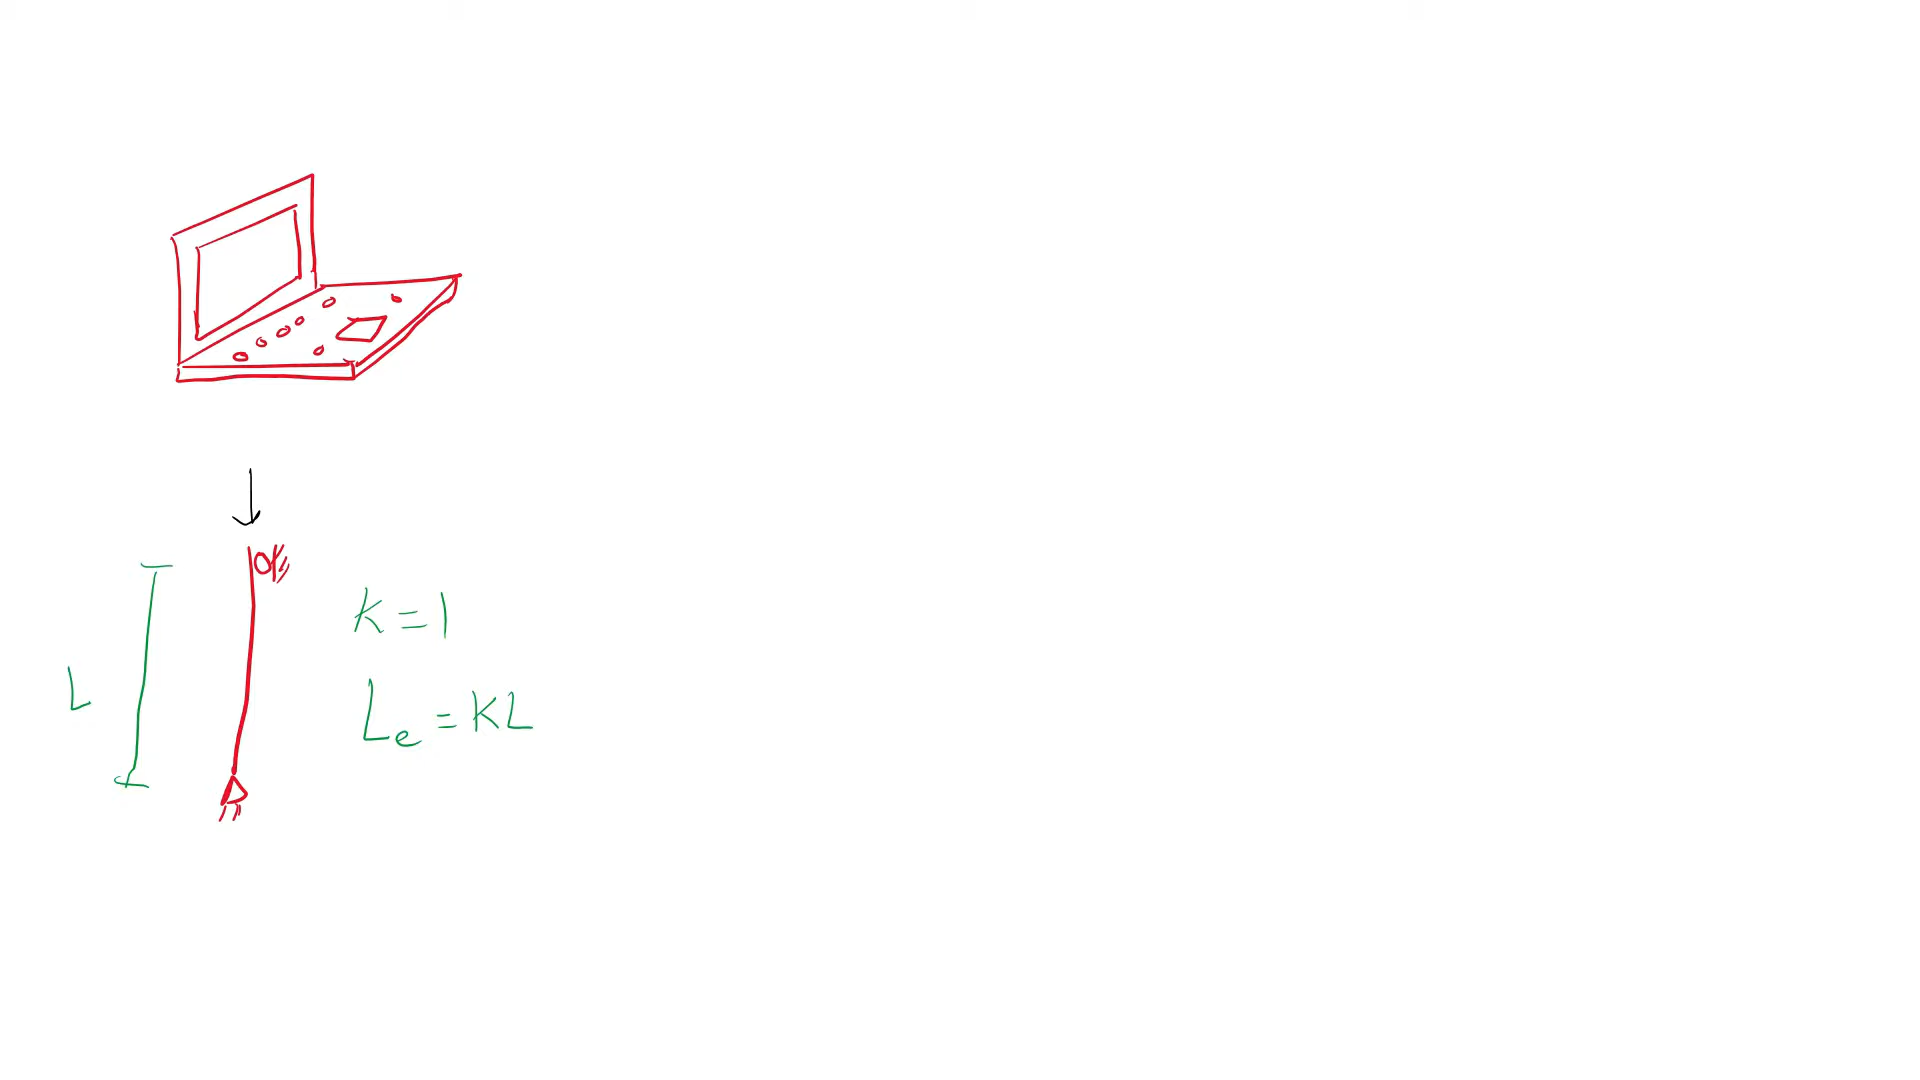 K = 1
L
Le = KL